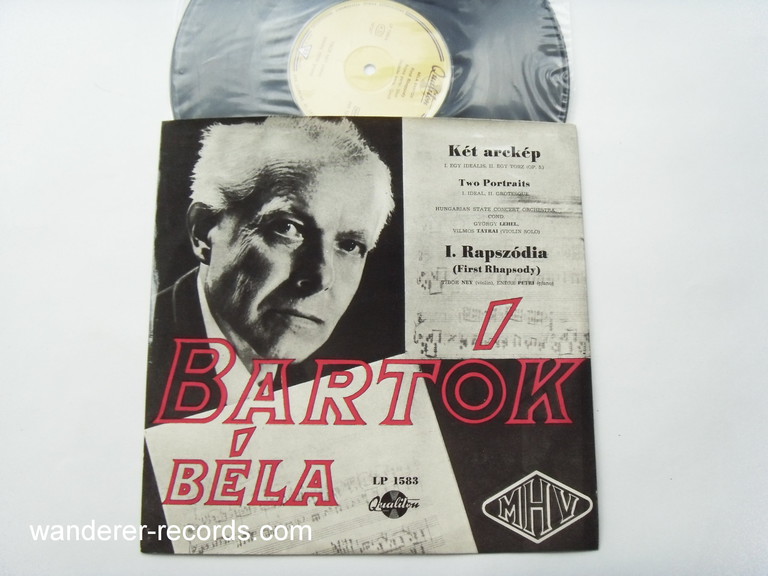 Qualiton
Két arckép
I. EGY IDEÁLIS; II. EGY TORZ (OP. 5.)
Two Portraits
I. IDEAL, II. GROTESQUE
HUNGARIAN STATE CONCERT ORCHESTRA,
COND.
GYÖRGY LEHEL,
VILMOS TÁTRAI (VIOLIN SOLO)
I. Rapszódia
(First Rhapsody)
TIBOR NEY (violin), ENDRE PETRI (piano)
BARTÓK
BÉLA
LP 1583
Qualiton
MHV
wanderer-records.com